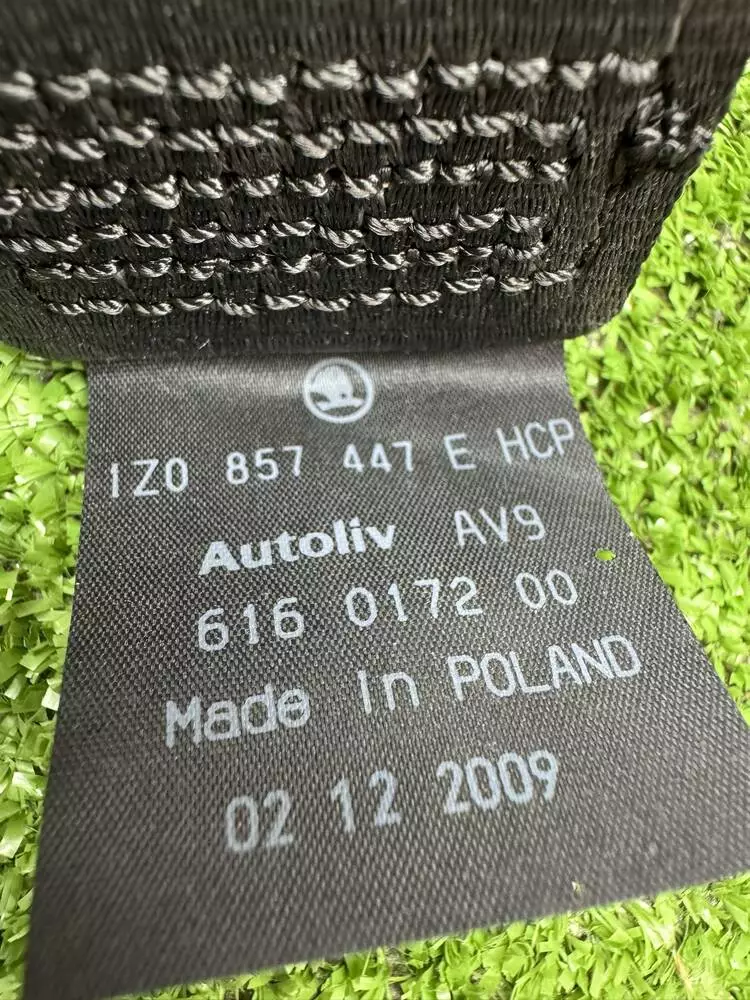 1Z0 857 447 E HCP
Autoliv AV9
616 0172 00
Made In POLAND
02 12 2009